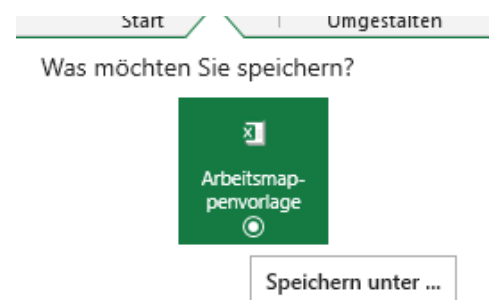 Start Umgestalten
Was möchten Sie speichern?
Arbeitsmap-
penvorlage
Speichern unter ...